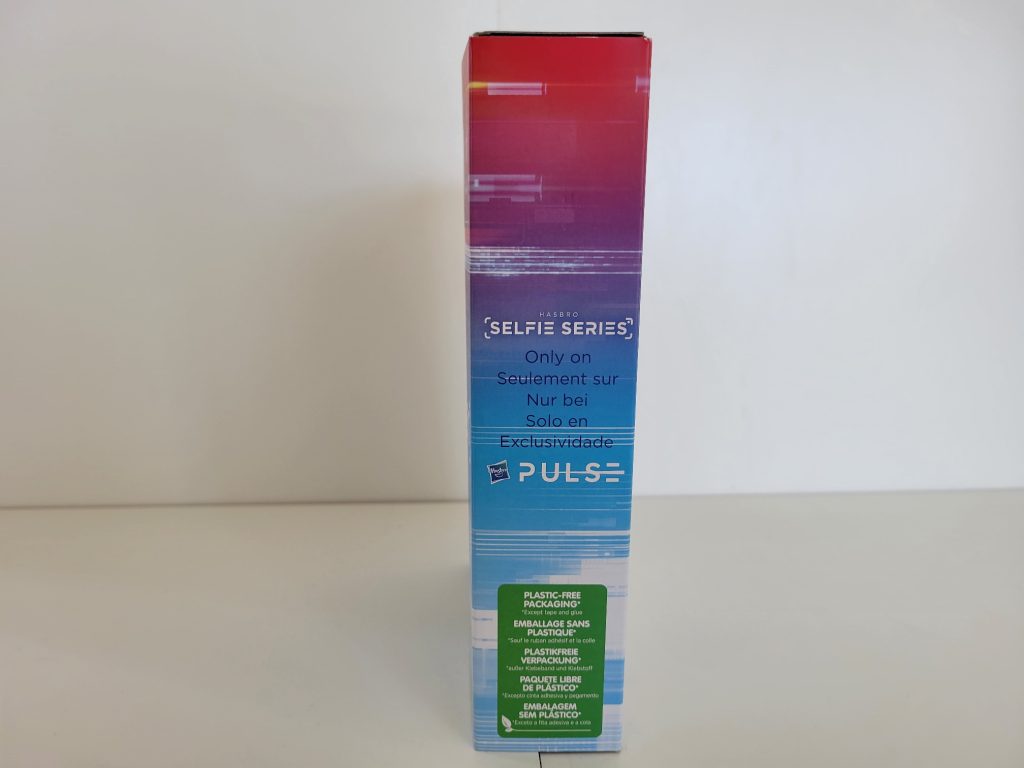 HASBRO
SELFIE SERIES
Only on
Seulement sur
Nur bei
Solo en
Exclusividade
Hasbro PULSE
PLASTIC-FREE
PACKAGING*
*Except tape and glue
EMBALLAGE SANS
PLASTIQUE*
*Sauf le ruban adhésif et la colle
PLASTIKFREIE
VERPACKUNG*
*außer Klebeband und Klebstoff
PAQUETE LIBRE
DE PLÁSTICO*
*Excepto cinta adhesiva y pegamento
EMBALAGEM
SEM PLÁSTICO*
*Exceto a fita adesiva e a cola